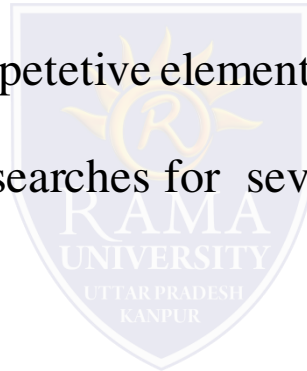 petetive element
searches for sev
R
RAMA
UNIVERSITY
UTTAR PRADESH
KANPUR